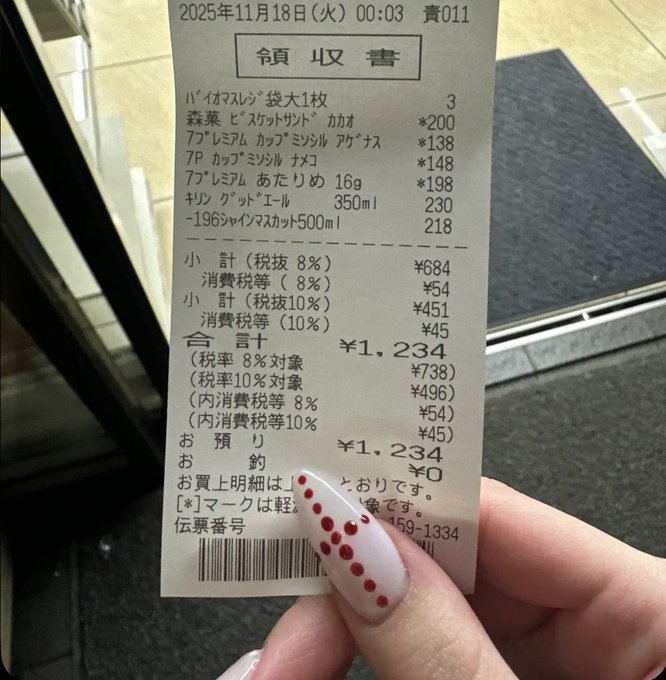 2025年11月18日(火) 00:03 責011
領収書
ﾊﾞｲｵﾏｽﾚｼﾞ袋大1枚 3
森菓 ﾋﾞｽｹｯﾄｻﾝﾄﾞ ｶｶｵ *200
7ﾌﾟﾚﾐｱﾑ ｶｯﾌﾟﾐｿｼﾙ ｱｹﾞﾅｽ *138
7P ｶｯﾌﾟﾐｿｼﾙ ﾅﾒｺ *148
7ﾌﾟﾚﾐｱﾑ あたりめ 16g *198
ｷﾘﾝ ｸﾞｯﾄﾞｴｰﾙ 350ml 230
-196ｼｬｲﾝﾏｽｶｯﾄ500ml 218
小 計(税抜 8%) ¥684
消費税等( 8%) ¥54
小 計(税抜10%) ¥451
消費税等(10%) ¥45
合 計 ¥1,234
(税率 8%対象 ¥738)
(税率10%対象 ¥496)
(内消費税等 8% ¥54)
(内消費税等10% ¥45)
お 預 り ¥1,234
お 釣 ¥0
お買上明細は上 とおりです。
[*]マークは軽 対象です。
伝票番号 159-1334